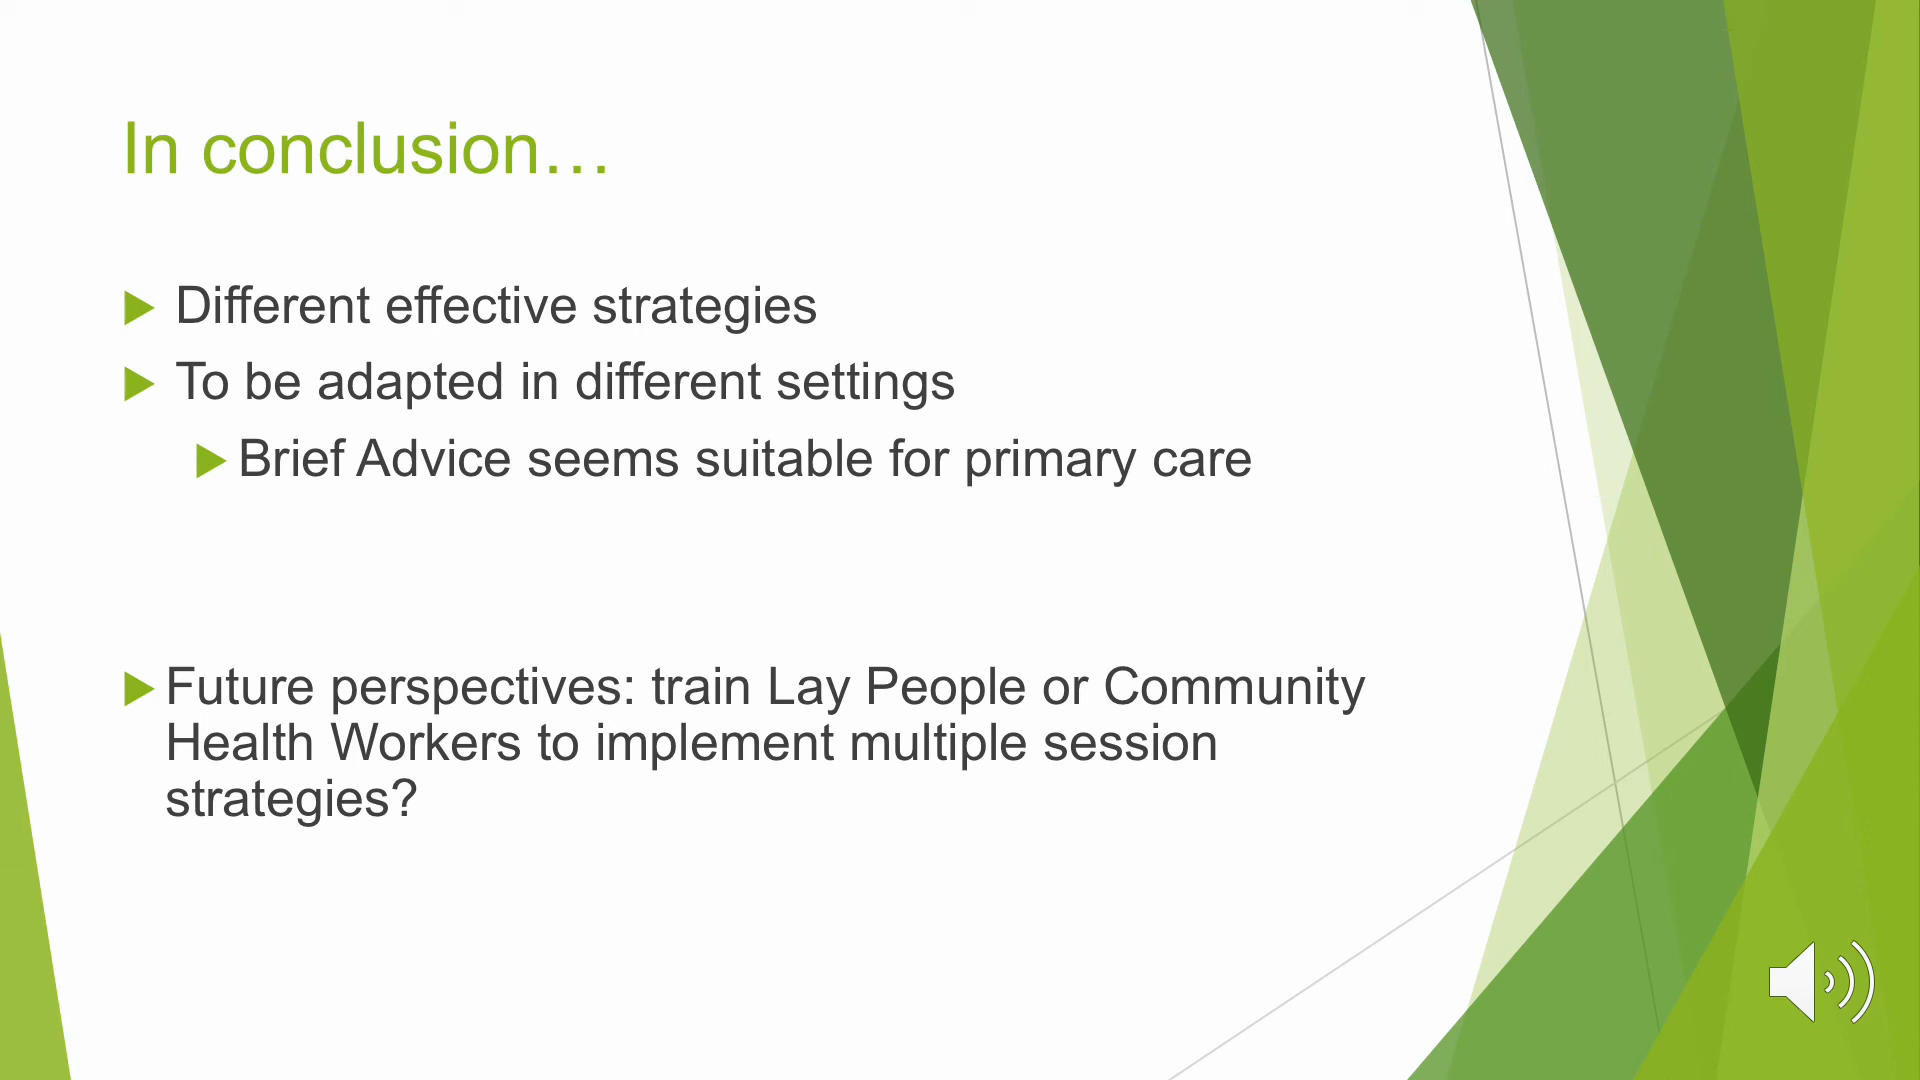 In conclusion…
Different effective strategies
To be adapted in different settings
Brief Advice seems suitable for primary care
Future perspectives: train Lay People or Community
Health Workers to implement multiple session
strategies?